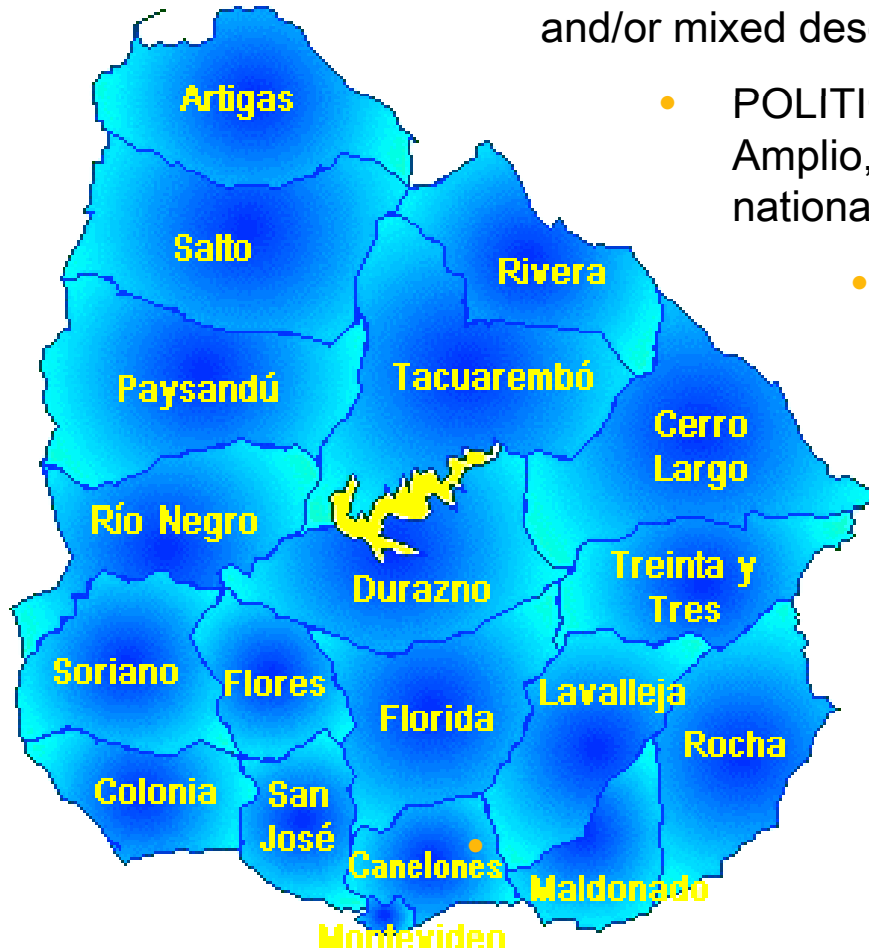 and/or mixed des
• POLITI
Amplio,
nationa
•
Artigas
Salto
Rivera
Paysandú
Tacuarembó
Cerro
Largo
Río Negro
Durazno
Treinta y
Tres
Soriano
Flores
Florida
Lavalleja
Rocha
Colonia
San
José
Canelones
Maldonado
Montevideo